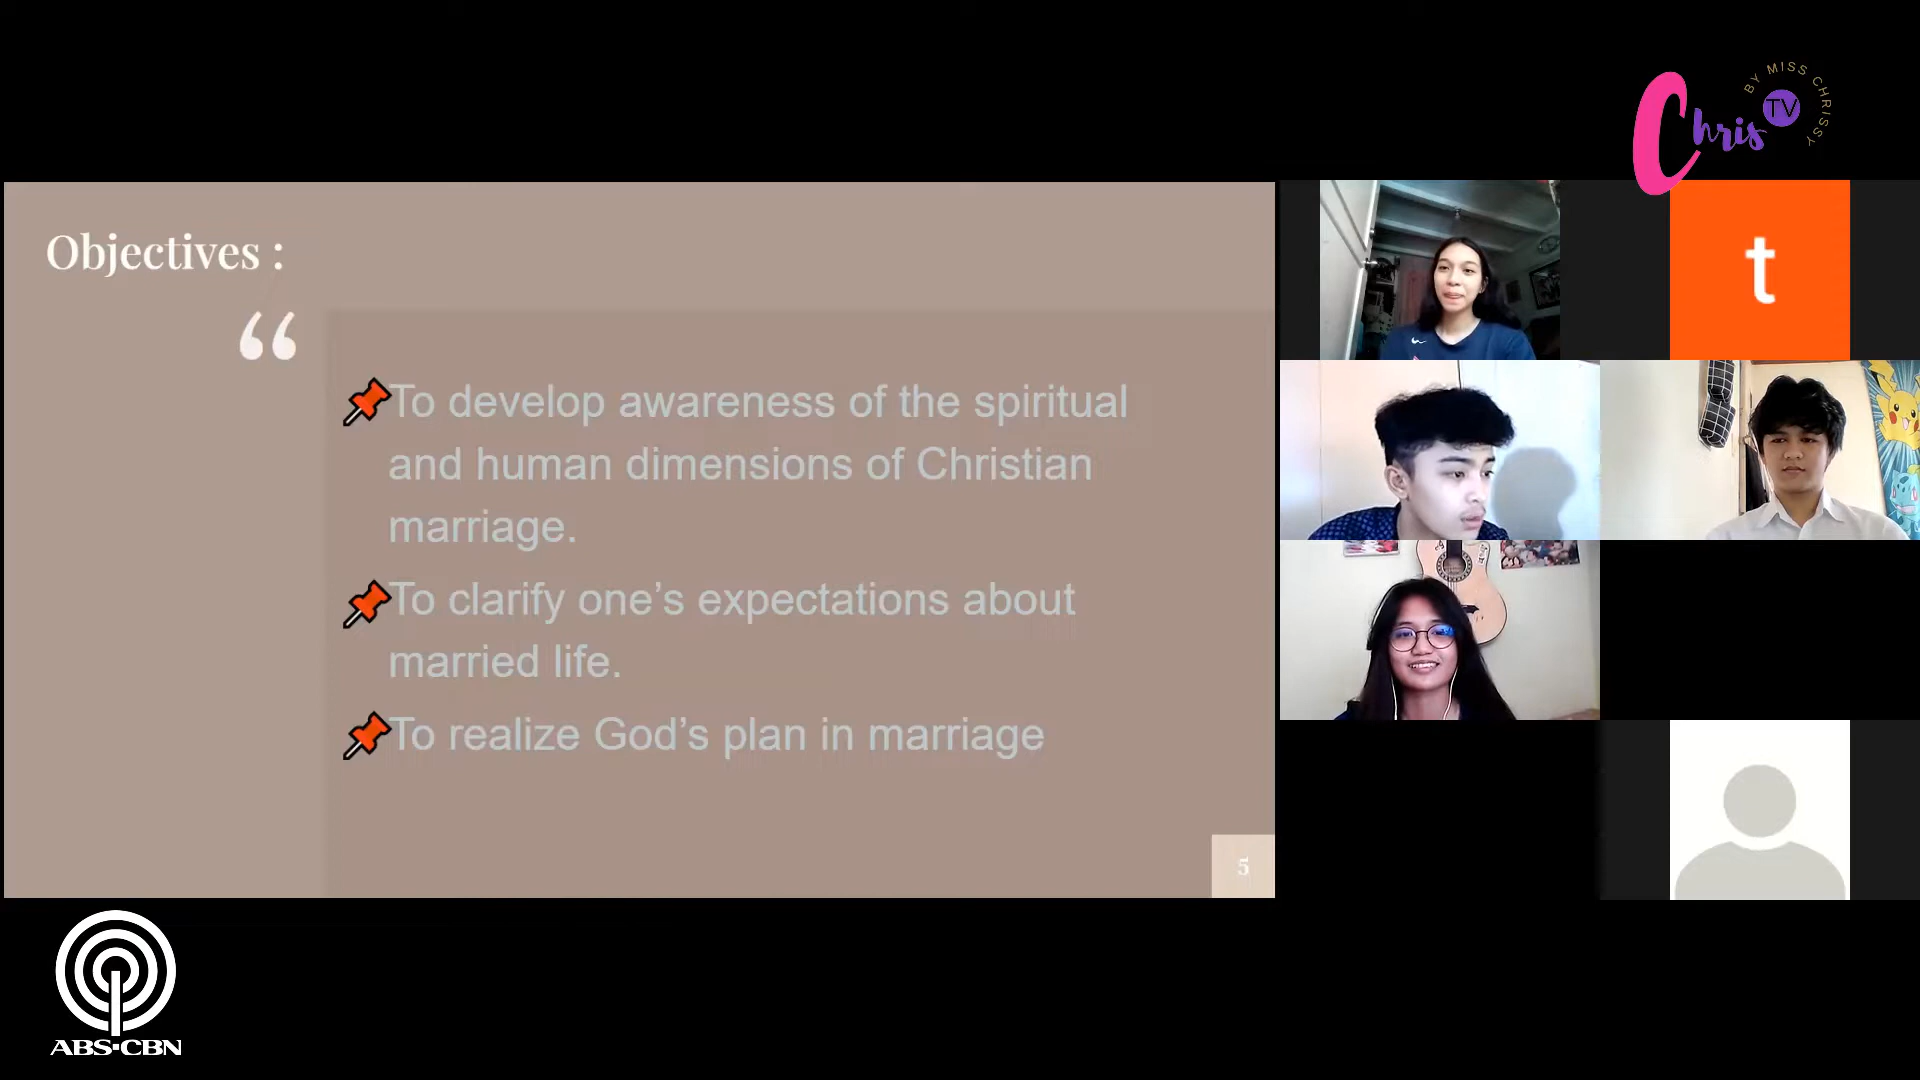 BY MISS CHRISSY
Chris TV
Objectives :
“
t
To develop awareness of the spiritual
and human dimensions of Christian
marriage.
To clarify one’s expectations about
married life.
To realize God’s plan in marriage
5
ABS-CBN